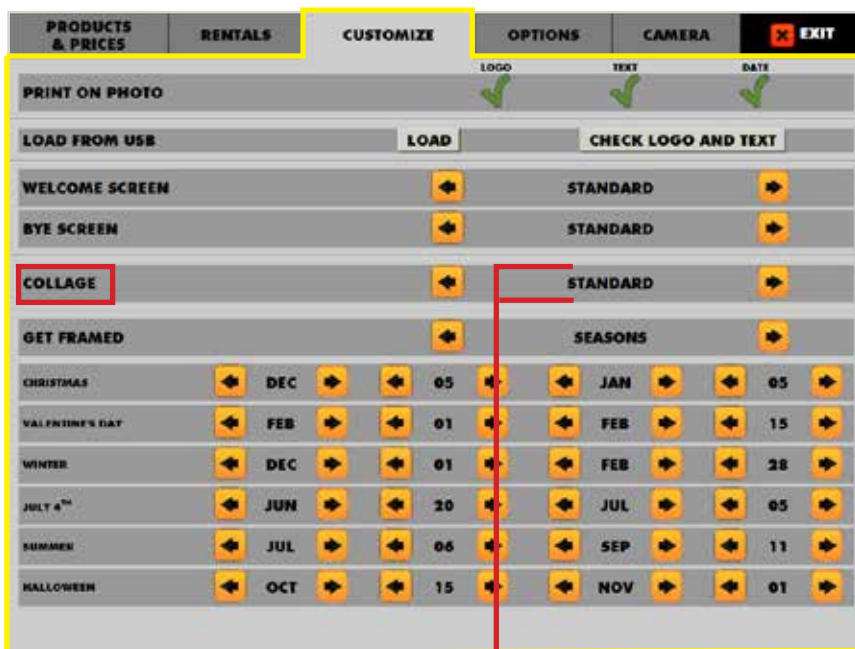 PRODUCTS
& PRICES
RENTALS
CUSTOMIZE
OPTIONS
CAMERA
X EXIT
LOGO TEXT DATE
PRINT ON PHOTO
LOAD FROM USB LOAD CHECK LOGO AND TEXT
WELCOME SCREEN STANDARD
BYE SCREEN STANDARD
COLLAGE STANDARD
GET FRAMED SEASONS
CHRISTMAS DEC 05 JAN 05
VALENTINE'S DAY FEB 01 FEB 15
WINTER DEC 01 FEB 28
JULY 4TH JUN 20 JUL 05
SUMMER JUL 06 SEP 11
HALLOWEEN OCT 15 NOV 01